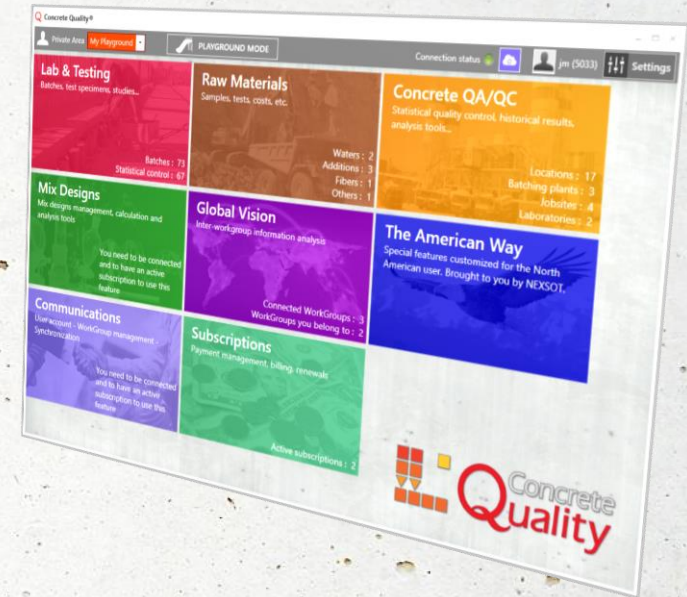 Concrete Quality®
Private Area
My Playground
PLAYGROUND MODE
Connection status
jm (5033)
Settings
Lab & Testing
Batches, test specimens, studies...
Batches : 73
Statistical control : 67
Raw Materials
Samples, tests, costs, etc.
Waters : 2
Additions : 3
Fibers : 1
Others : 1
Concrete QA/QC
Statistical quality control, historical results,
analysis tools...
Locations : 17
Batching plants : 3
Jobsites : 4
Laboratories : 2
Mix Designs
Mix designs management, calculation and
analysis tools
You need to be connected
and to have an active
subscription to use this
feature
Global Vision
Inter-workgroup information analysis
Connected WorkGroups : 3
WorkGroups you belong to : 2
The American Way
Special features customized for the North
American user. Brought to you by NEXSOT.
Communications
User account - WorkGroup management -
Synchronization
You need to be connected
and to have an active
subscription to use this
feature
Subscriptions
Payment management, billing, renewals
Active subscriptions : 2
Concrete
Quality